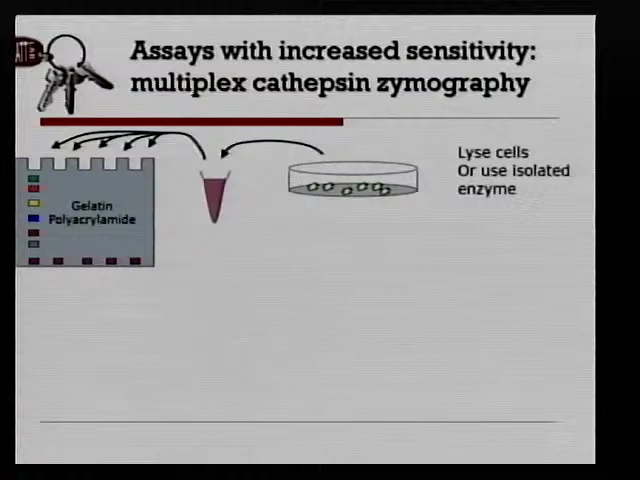 Assays with increased sensitivity:
multiplex cathepsin zymography
Lyse cells
Or use isolated
enzyme
Gelatin
Polyacrylamide